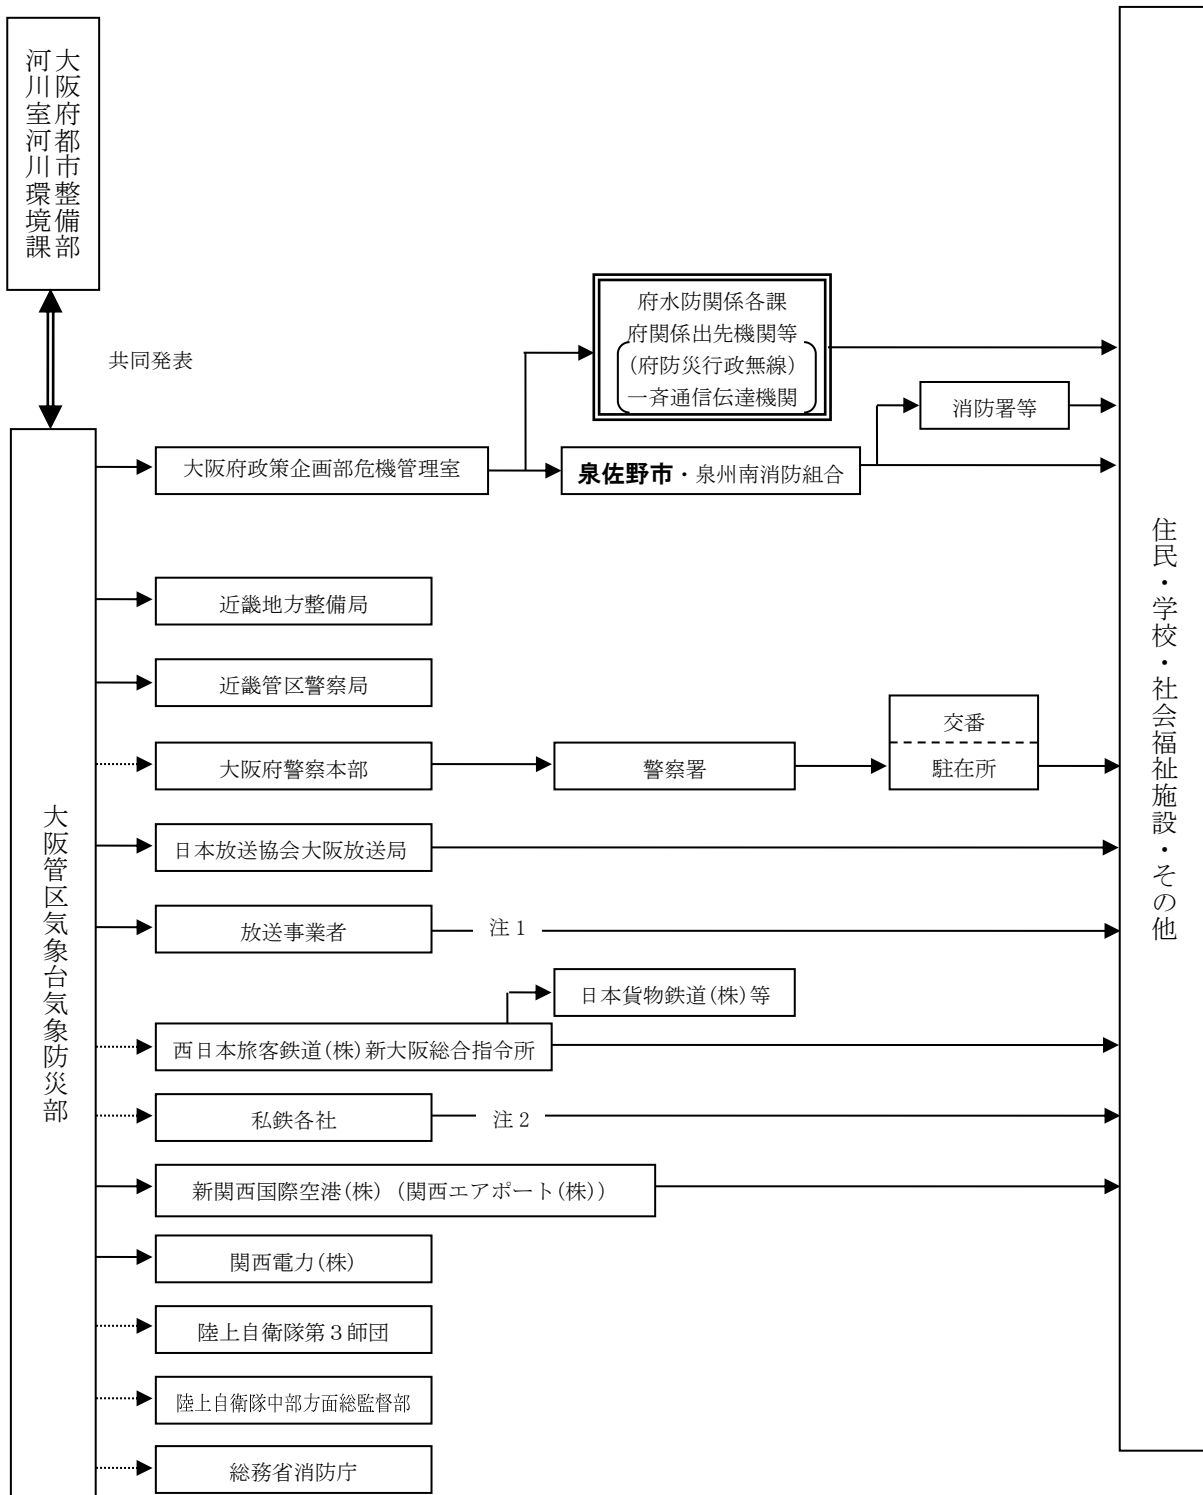 大阪府都市整備部
河川室河川環境課
共同発表
府水防関係各課
府関係出先機関等
(府防災行政無線)
一斉通信伝達機関
消防署等
大阪府政策企画部危機管理室
泉佐野市・泉州南消防組合
近畿地方整備局
近畿管区警察局
大阪府警察本部
警察署
交番
駐在所
日本放送協会大阪放送局
放送事業者
注1
日本貨物鉄道(株)等
西日本旅客鉄道(株)新大阪総合指令所
私鉄各社
注2
新関西国際空港(株)(関西エアポート(株))
関西電力(株)
陸上自衛隊第3師団
陸上自衛隊中部方面総監督部
総務省消防庁
大阪管区気象台気象防災部
住民・学校・社会福祉施設・その他